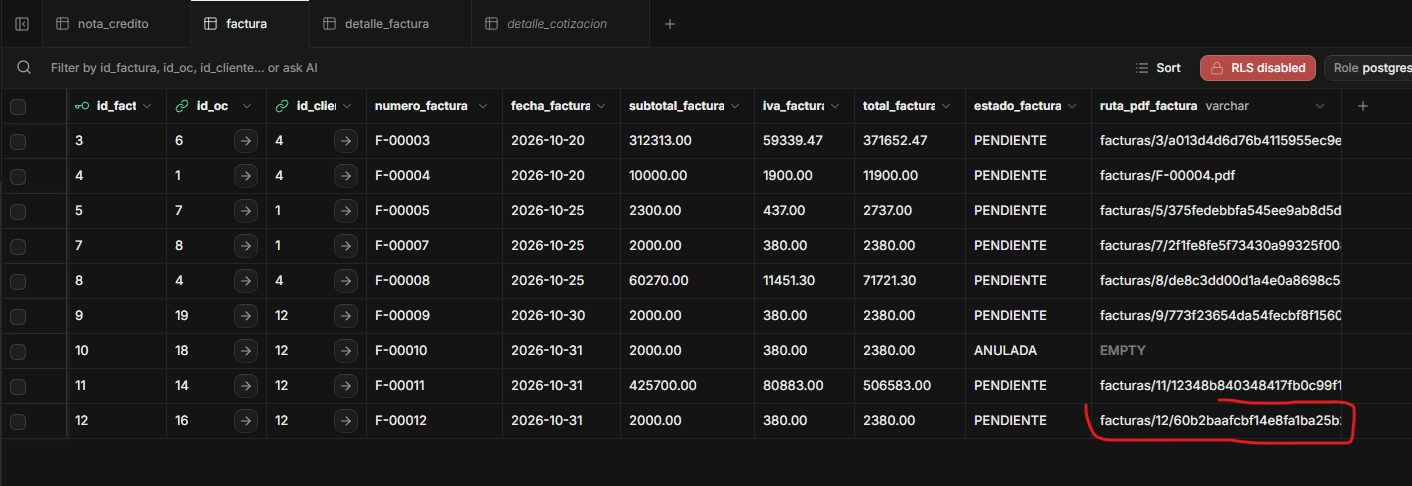 nota_credito factura detalle_factura detalle_cotizacion
Filter by id_factura, id_oc, id_cliente... or ask AI Sort RLS disabled Role postgres
id_fact id_oc id_clie numero_factura fecha_factura subtotal_factura iva_factura total_factura estado_factura ruta_pdf_factura varchar
3 6 4 F-00003 2026-10-20 312313.00 59339.47 371652.47 PENDIENTE facturas/3/a013d4d6d76b4115955ec9e
4 1 4 F-00004 2026-10-20 10000.00 1900.00 11900.00 PENDIENTE facturas/F-00004.pdf
5 7 1 F-00005 2026-10-25 2300.00 437.00 2737.00 PENDIENTE facturas/5/375fedebbfa545ee9ab8d5d
7 8 1 F-00007 2026-10-25 2000.00 380.00 2380.00 PENDIENTE facturas/7/2f1fe8fe5f73430a99325f00
8 4 4 F-00008 2026-10-25 60270.00 11451.30 71721.30 PENDIENTE facturas/8/de8c3dd00d1a4e0a8698c5
9 19 12 F-00009 2026-10-30 2000.00 380.00 2380.00 PENDIENTE facturas/9/773f23654da54fecbf8f1560
10 18 12 F-00010 2026-10-31 2000.00 380.00 2380.00 ANULADA EMPTY
11 14 12 F-00011 2026-10-31 425700.00 80883.00 506583.00 PENDIENTE facturas/11/12348b840348417fb0c99f1
12 16 12 F-00012 2026-10-31 2000.00 380.00 2380.00 PENDIENTE facturas/12/60b2baafcbf14e8fa1ba25b